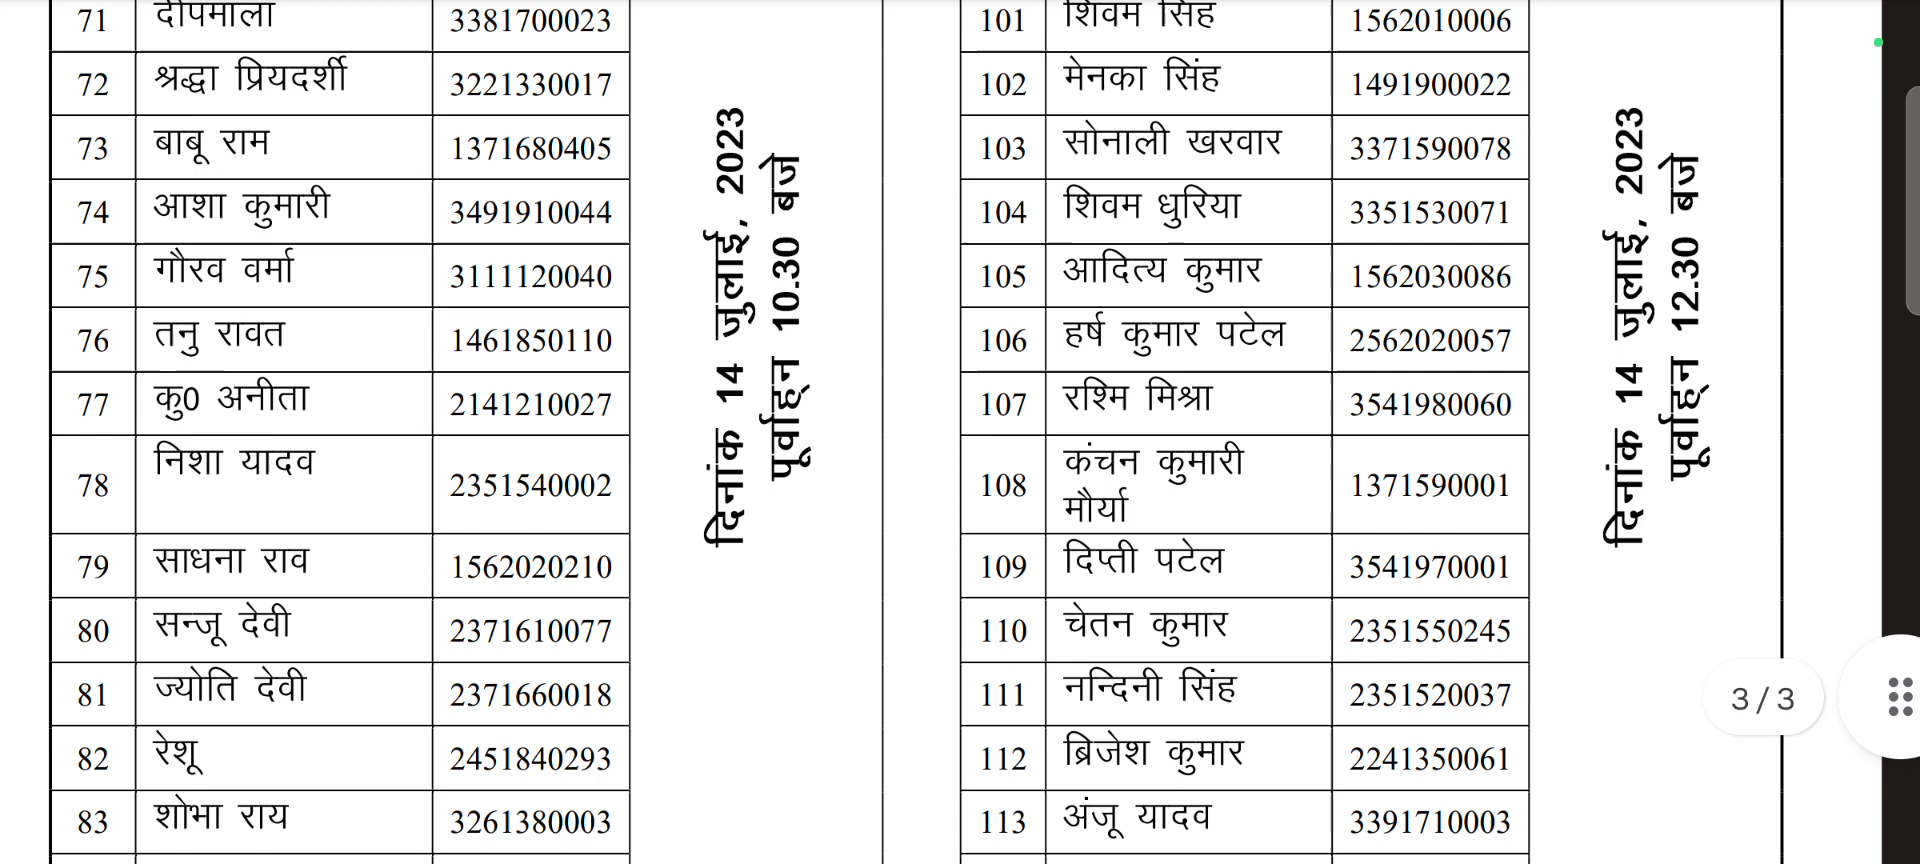 71 दीपमाला 3381700023
72 श्रद्धा प्रियदर्शी 3221330017
73 बाबू राम 1371680405
74 आशा कुमारी 3491910044
75 गौरव वर्मा 3111120040
76 तनु रावत 1461850110
77 कु0 अनीता 2141210027
78 निशा यादव 2351540002
79 साधना राव 1562020210
80 सन्जू देवी 2371610077
81 ज्योति देवी 2371660018
82 रेशू 2451840293
83 शोभा राय 3261380003
दिनांक 14 जुलाई, 2023
पूर्वाह्न 10.30 बजे
101 शिवम सिंह 1562010006
102 मेनका सिंह 1491900022
103 सोनाली खरवार 3371590078
104 शिवम धुरिया 3351530071
105 आदित्य कुमार 1562030086
106 हर्ष कुमार पटेल 2562020057
107 रश्मि मिश्रा 3541980060
108 कंचन कुमारी 1371590001
मौर्या
109 दिप्ती पटेल 3541970001
110 चेतन कुमार 2351550245
111 नन्दिनी सिंह 2351520037
112 ब्रिजेश कुमार 2241350061
113 अंजू यादव 3391710003
दिनांक 14 जुलाई, 2023
पूर्वाह्न 12.30 बजे
3 / 3